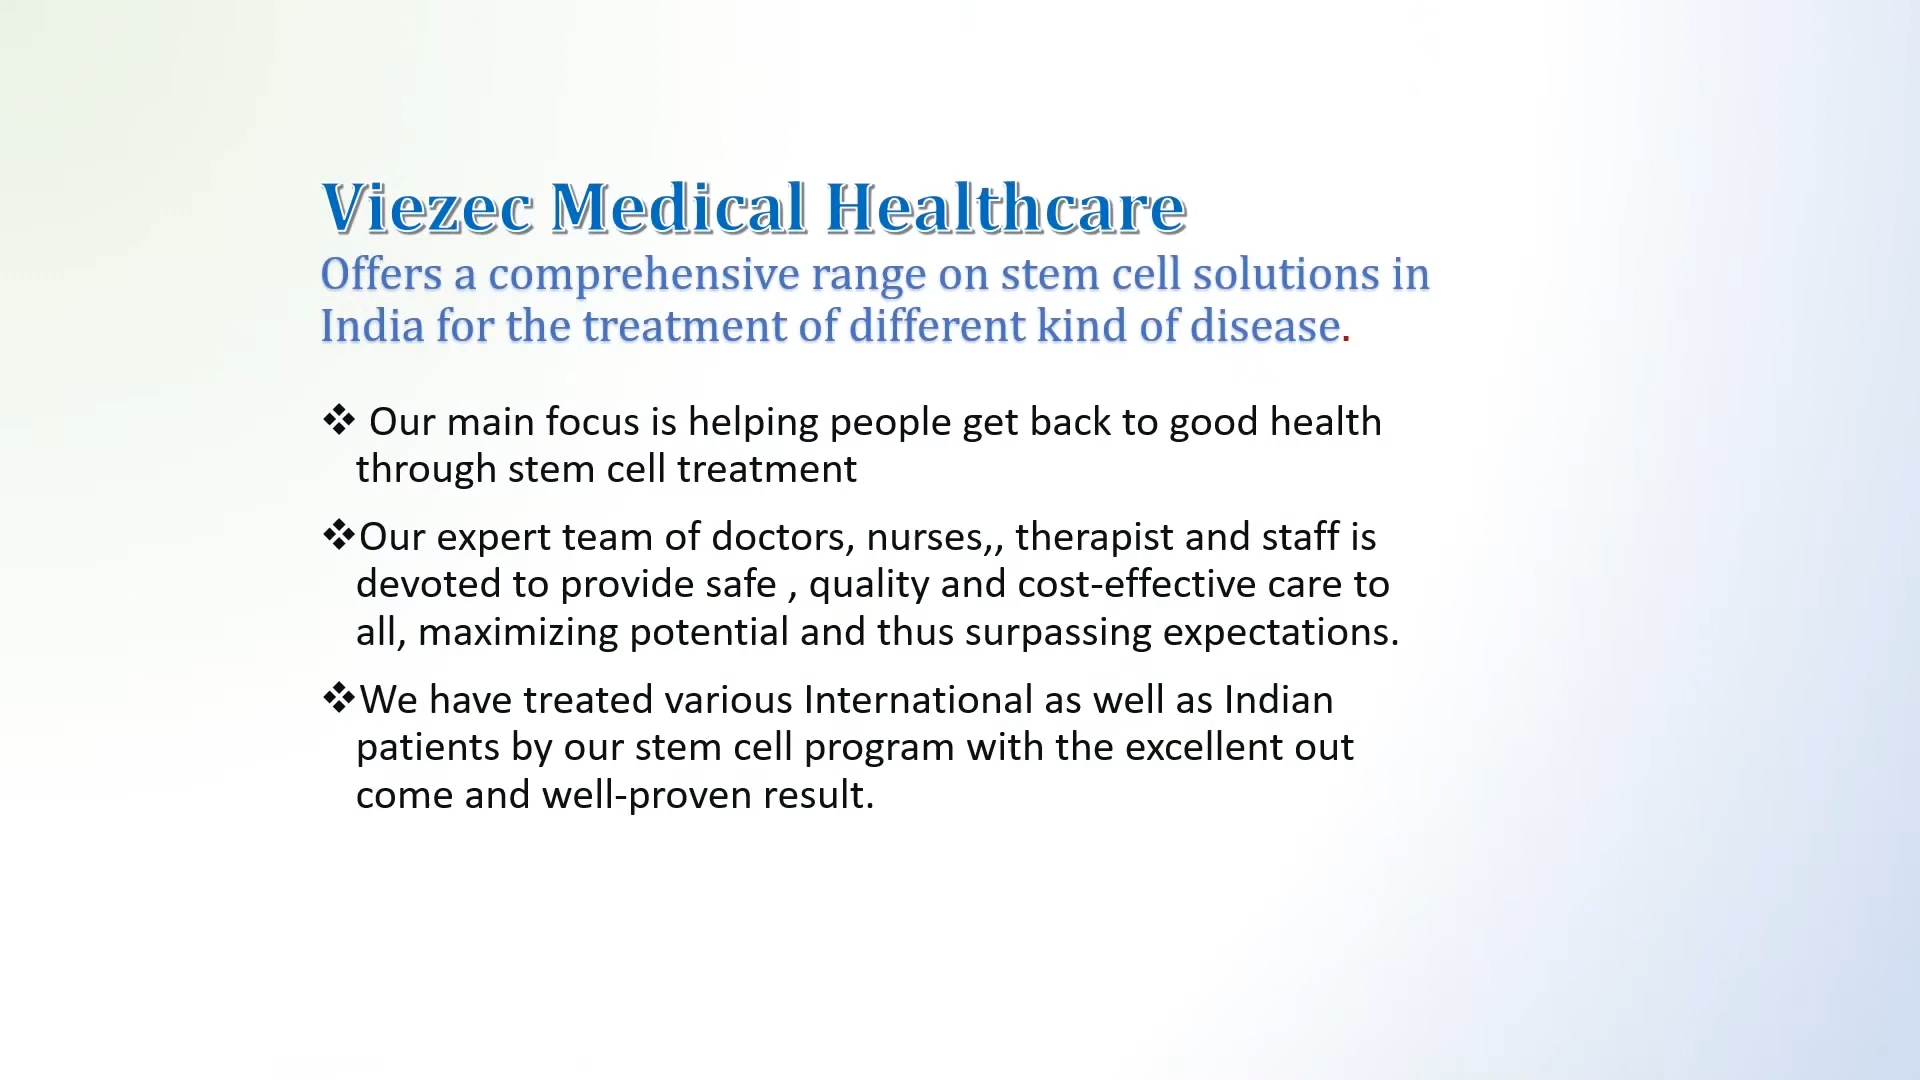 Viezec Medical Healthcare
Offers a comprehensive range on stem cell solutions in
India for the treatment of different kind of disease.
❖ Our main focus is helping people get back to good health
through stem cell treatment
❖Our expert team of doctors, nurses,, therapist and staff is
devoted to provide safe , quality and cost-effective care to
all, maximizing potential and thus surpassing expectations.
❖We have treated various International as well as Indian
patients by our stem cell program with the excellent out
come and well-proven result.